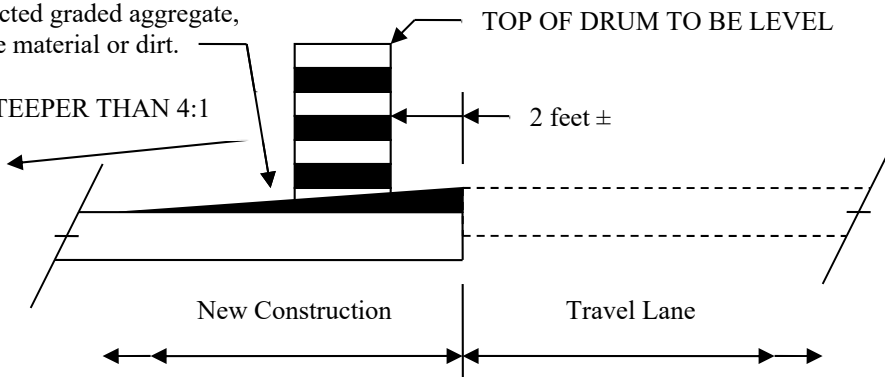 cted graded aggregate,
e material or dirt.
TOP OF DRUM TO BE LEVEL
TEEPER THAN 4:1
2 feet ±
New Construction
Travel Lane